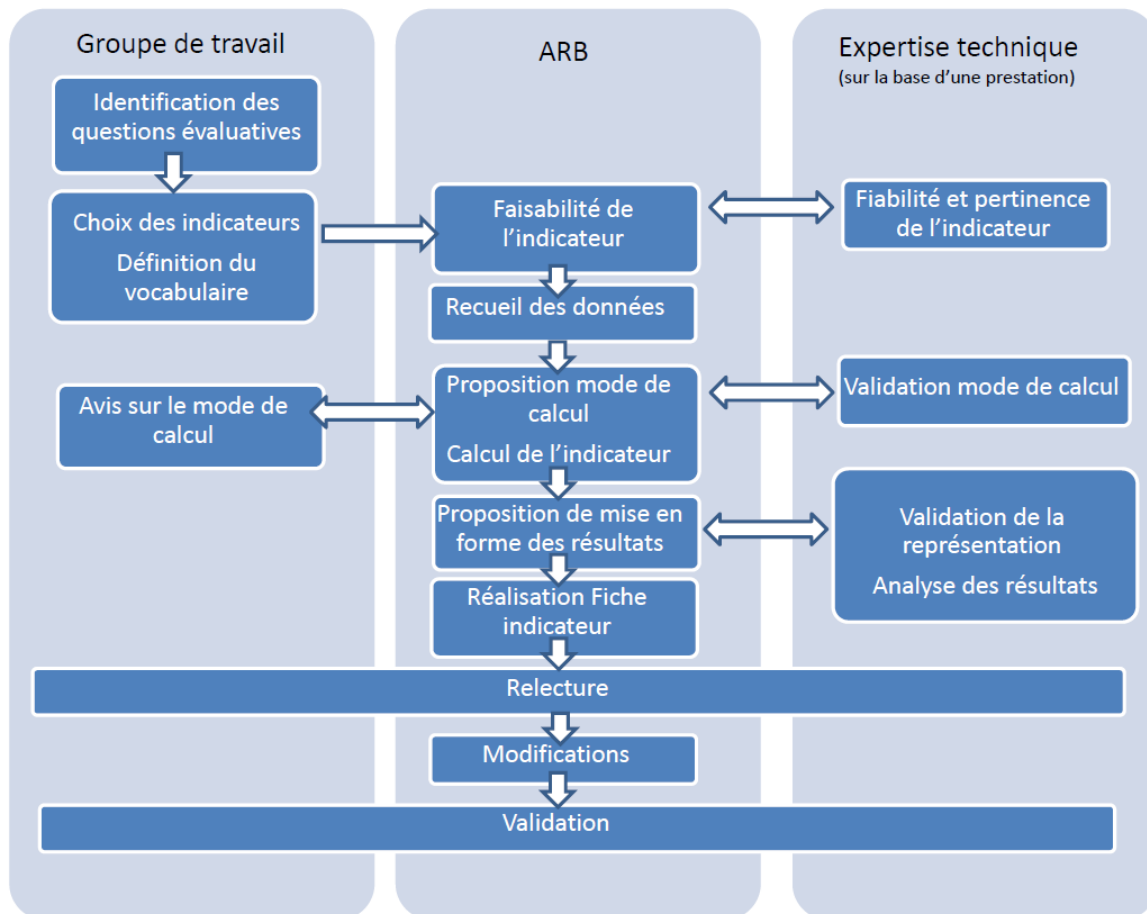 Groupe de travail
Identification des
questions évaluatives
Choix des indicateurs
Définition du
vocabulaire
Avis sur le mode de
calcul
ARB
Faisabilité de
l’indicateur
Recueil des données
Proposition mode de
calcul
Calcul de l’indicateur
Proposition de mise en
forme des résultats
Réalisation Fiche
indicateur
Expertise technique
(sur la base d’une prestation)
Fiabilité et pertinence
de l’indicateur
Validation mode de calcul
Validation de la
représentation
Analyse des résultats
Relecture
Modifications
Validation